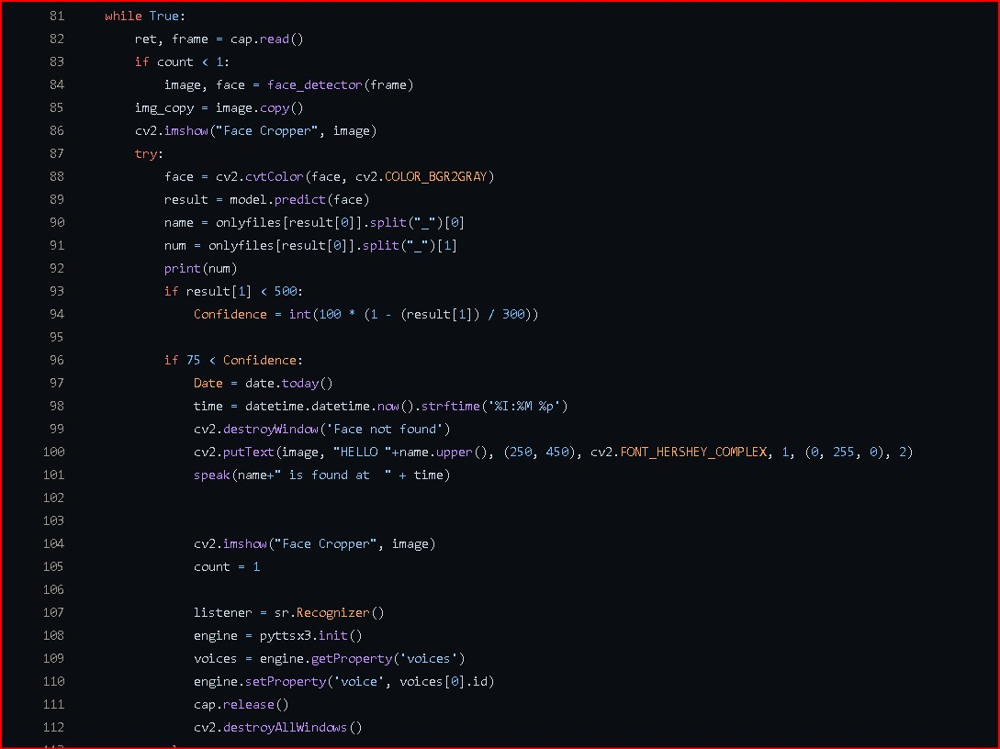 81 while True:
82 ret, frame = cap.read()
83 if count < 1:
84 image, face = face_detector(frame)
85 img_copy = image.copy()
86 cv2.imshow("Face Cropper", image)
87 try:
88 face = cv2.cvtColor(face, cv2.COLOR_BGR2GRAY)
89 result = model.predict(face)
90 name = onlyfiles[result[0]].split("_")[0]
91 num = onlyfiles[result[0]].split("_")[1]
92 print(num)
93 if result[1] < 500:
94 Confidence = int(100 * (1 - (result[1]) / 300))
95
96 if 75 < Confidence:
97 Date = date.today()
98 time = datetime.datetime.now().strftime('%I:%M %p')
99 cv2.destroyWindow('Face not found')
100 cv2.putText(image, "HELLO "+name.upper(), (250, 450), cv2.FONT_HERSHEY_COMPLEX, 1, (0, 255, 0), 2)
101 speak(name+" is found at  " + time)
102
103
104 cv2.imshow("Face Cropper", image)
105 count = 1
106
107 listener = sr.Recognizer()
108 engine = pyttsx3.init()
109 voices = engine.getProperty('voices')
110 engine.setProperty('voice', voices[0].id)
111 cap.release()
112 cv2.destroyAllWindows()